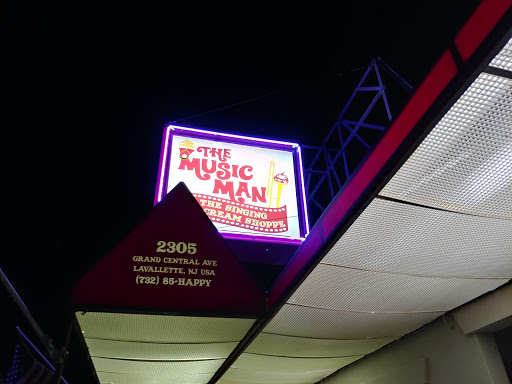 THE
MUSIC
MAN
THE SINGING
CREAM SHOPPE
2305
GRAND CENTRAL AVE
LAVALLETTE, NJ USA
(732) 85-HAPPY